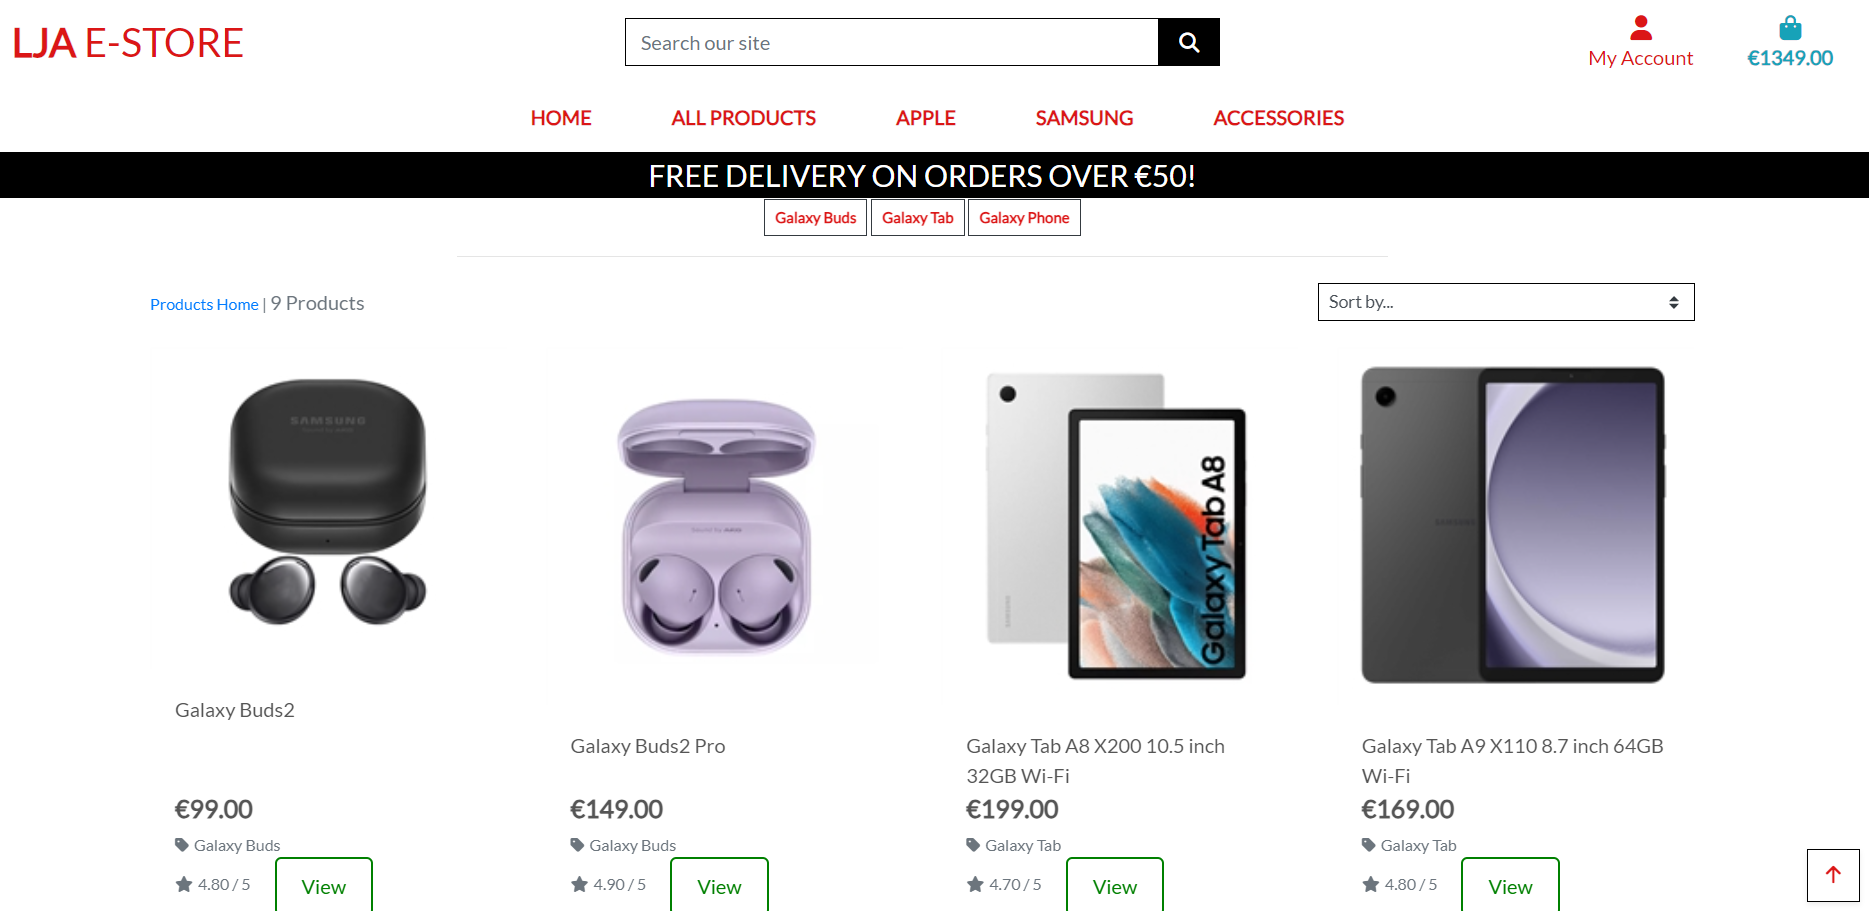 LJA E-STORE
Search our site
My Account
€1349.00
HOME
ALL PRODUCTS
APPLE
SAMSUNG
ACCESSORIES
FREE DELIVERY ON ORDERS OVER €50!
Galaxy Buds
Galaxy Tab
Galaxy Phone
Products Home | 9 Products
Sort by...
SAMSUNG
Galaxy Tab A8
SAMSUNG
SAMSUNG
Galaxy Buds2
€99.00
Galaxy Buds
4.80 / 5
View
Galaxy Buds2 Pro
€149.00
Galaxy Buds
4.90 / 5
View
Galaxy Tab A8 X200 10.5 inch
32GB Wi-Fi
€199.00
Galaxy Tab
4.70 / 5
View
Galaxy Tab A9 X110 8.7 inch 64GB
Wi-Fi
€169.00
Galaxy Tab
4.80 / 5
View